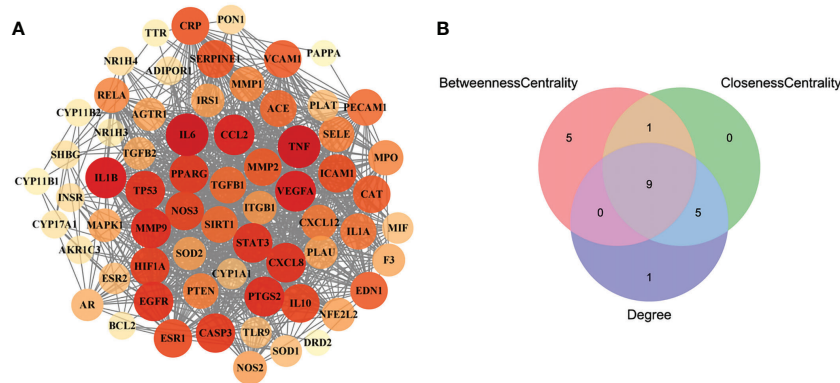 A
CRP
PON1
TTR
NR1H4
ADIPOR1
SERPINE1
VCAM1
PAPPA
RELA
MMP1
CYP11B2
AGTR1
IRS1
ACE
PLAT
PECAM1
NR1H3
IL6
CCL2
TNF
SELE
SHBG
TGFB2
MPO
IL1B
PPARG
MMP2
ICAM1
CYP11B1
TP53
TGFB1
VEGFA
CAT
INSR
NOS3
ITGB1
CYP17A1
MAPK1
MMP9
SIRT1
CXCL12
IL1A
MIF
AKR1C3
STAT3
SOD2
PLAU
F3
HIF1A
CXCL8
ESR2
CYP1A1
AR
EGFR
PTEN
PTGS2
IL10
EDN1
BCL2
NFE2L2
ESR1
CASP3
TLR9
DRD2
SOD1
NOS2
B
BetweennessCentrality
ClosenessCentrality
5
1
0
9
0
5
1
Degree